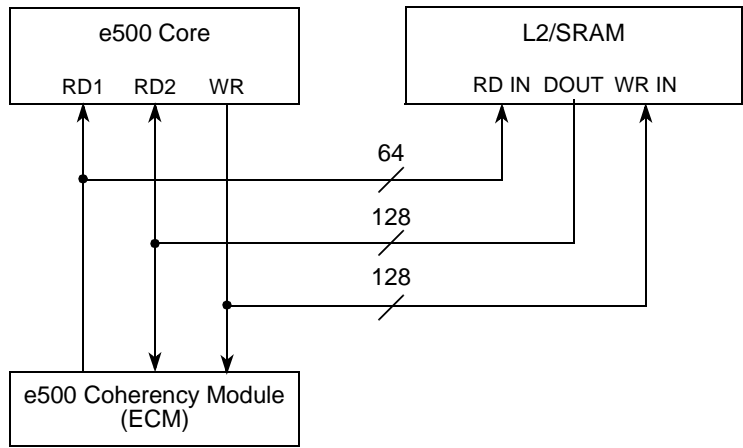 e500 Core
L2/SRAM
RD1 RD2 WR
RD IN DOUT WR IN
64
128
128
e500 Coherency Module
(ECM)